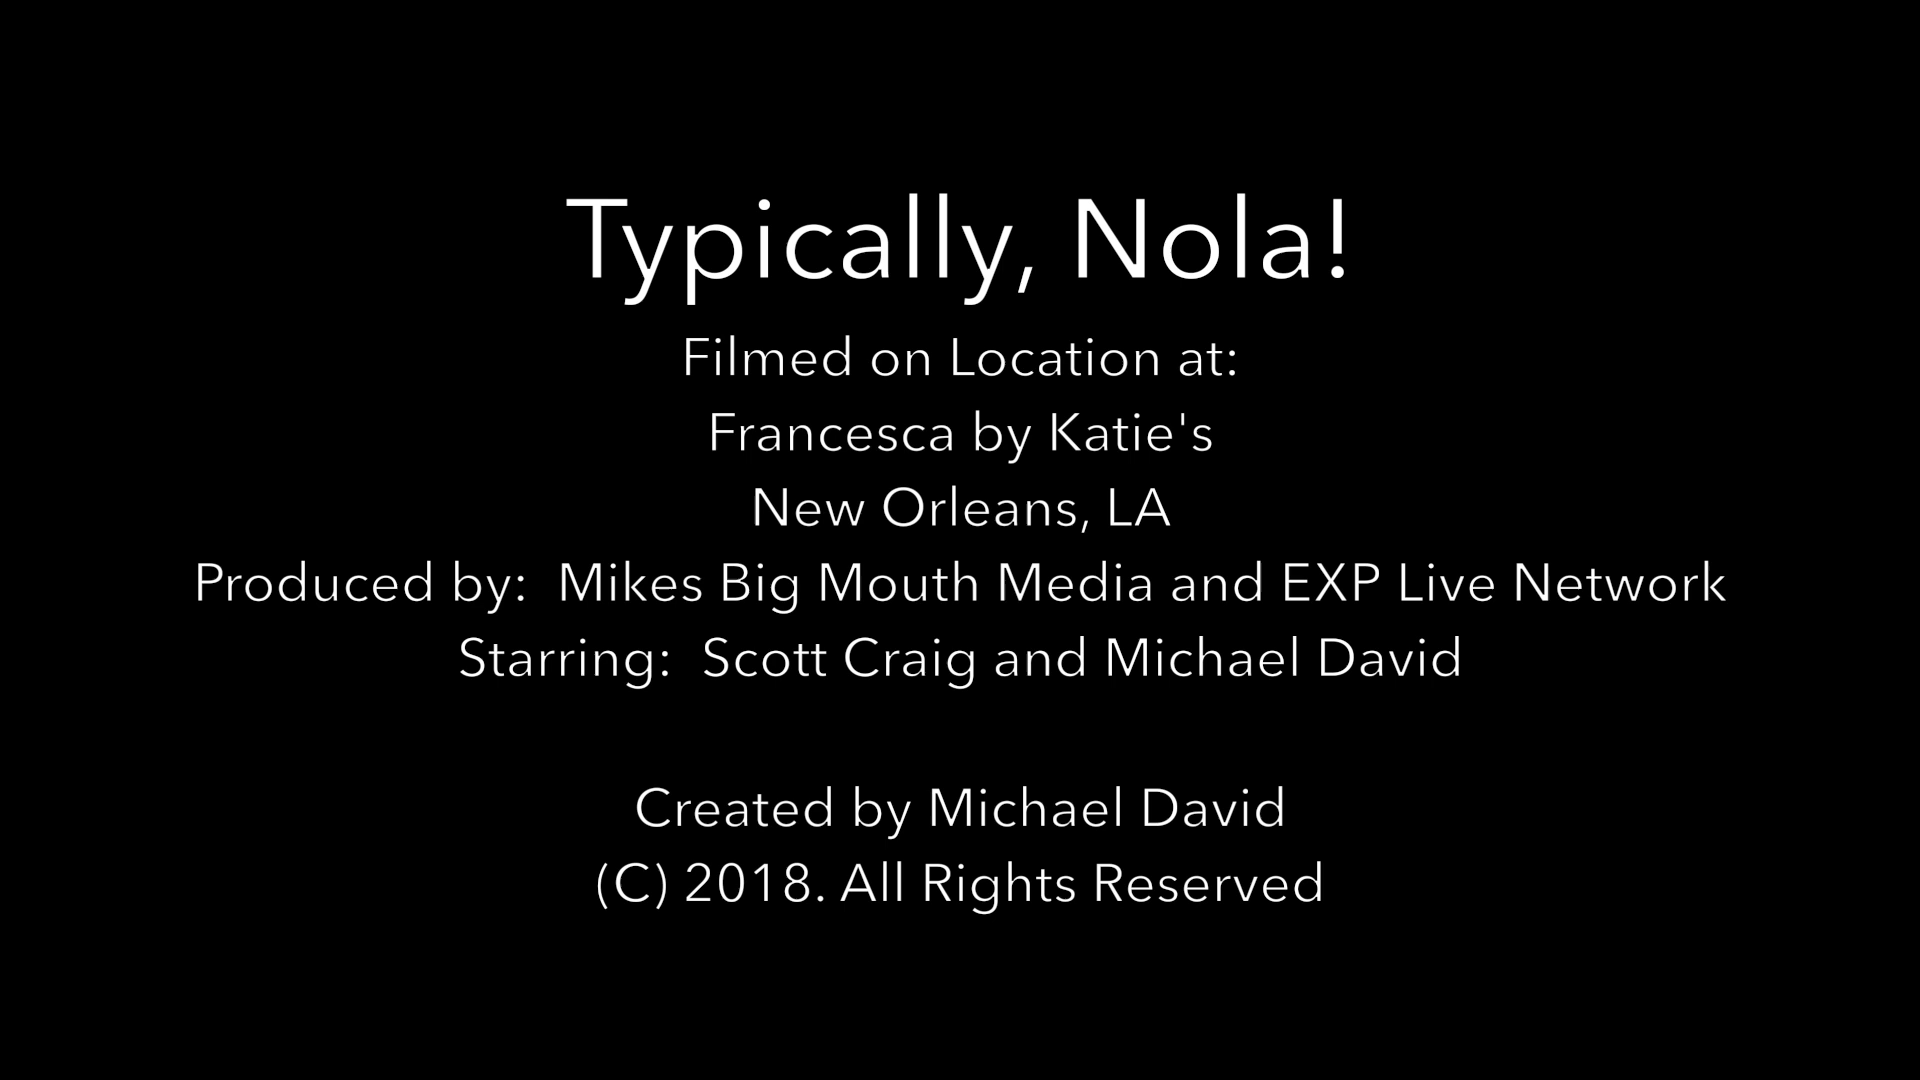 Typically, Nola!
Filmed on Location at:
Francesca by Katie's
New Orleans, LA
Produced by:  Mikes Big Mouth Media and EXP Live Network
Starring:  Scott Craig and Michael David
Created by Michael David
(C) 2018. All Rights Reserved